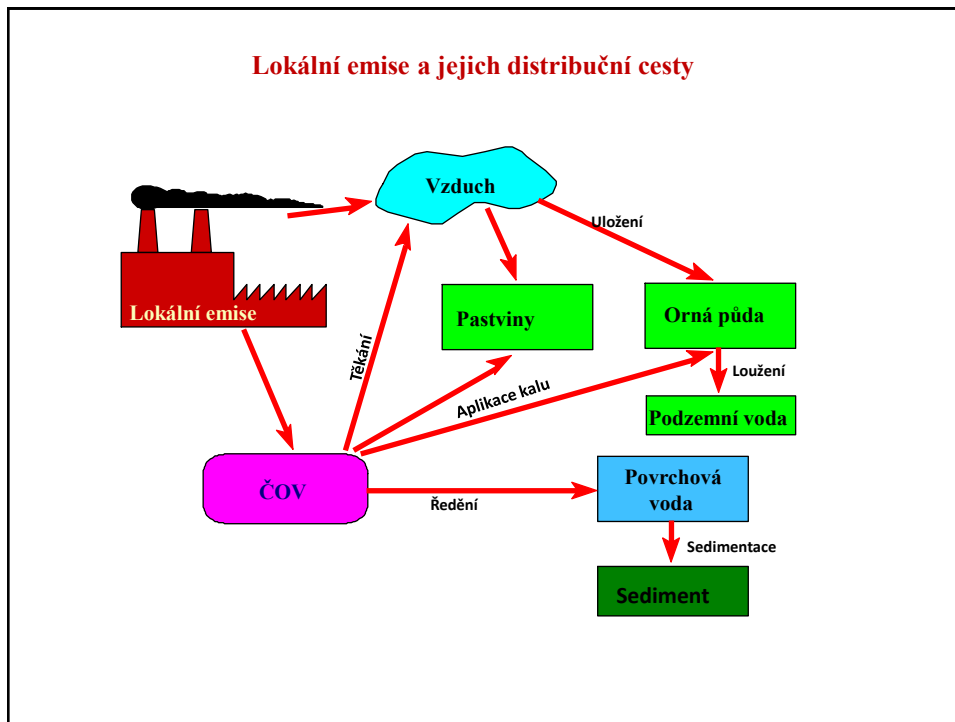 Lokální emise a jejich distribuční cesty
Vzduch
Uložení
Lokální emise
Pastviny
Orná půda
Těkání
Loužení
Aplikace kalu
Podzemní voda
ČOV
Ředění
Povrchová
voda
Sedimentace
Sediment